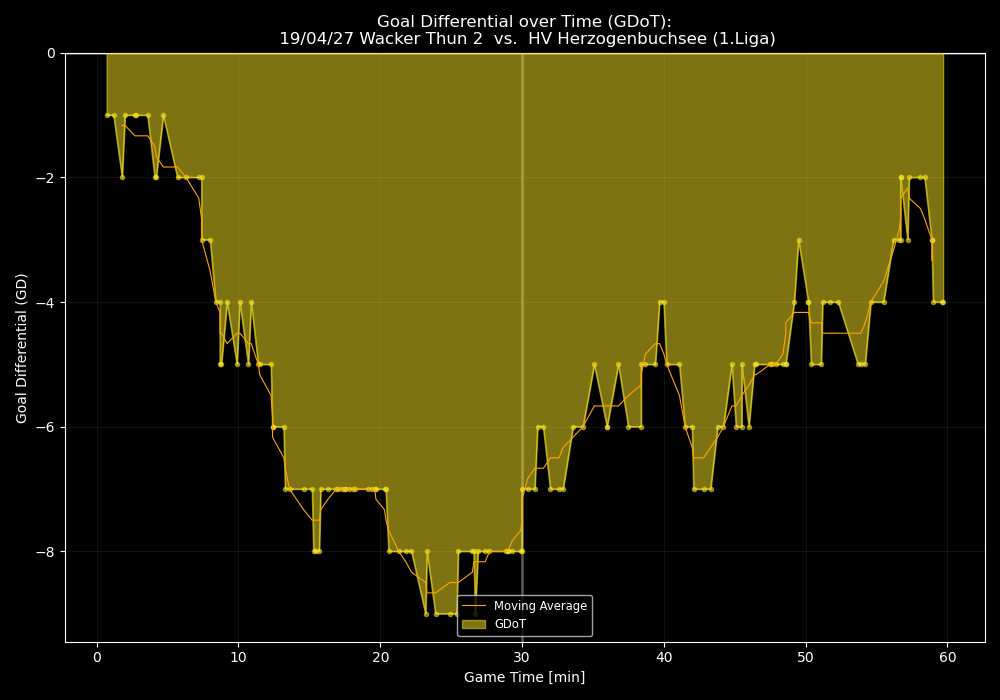 Goal Differential over Time (GDoT):
19/04/27 Wacker Thun 2  vs.  HV Herzogenbuchsee (1.Liga)
Goal Differential (GD)
0
−2
−4
−6
−8
0 10 20 30 40 50 60
Game Time [min]
Moving Average
GDoT